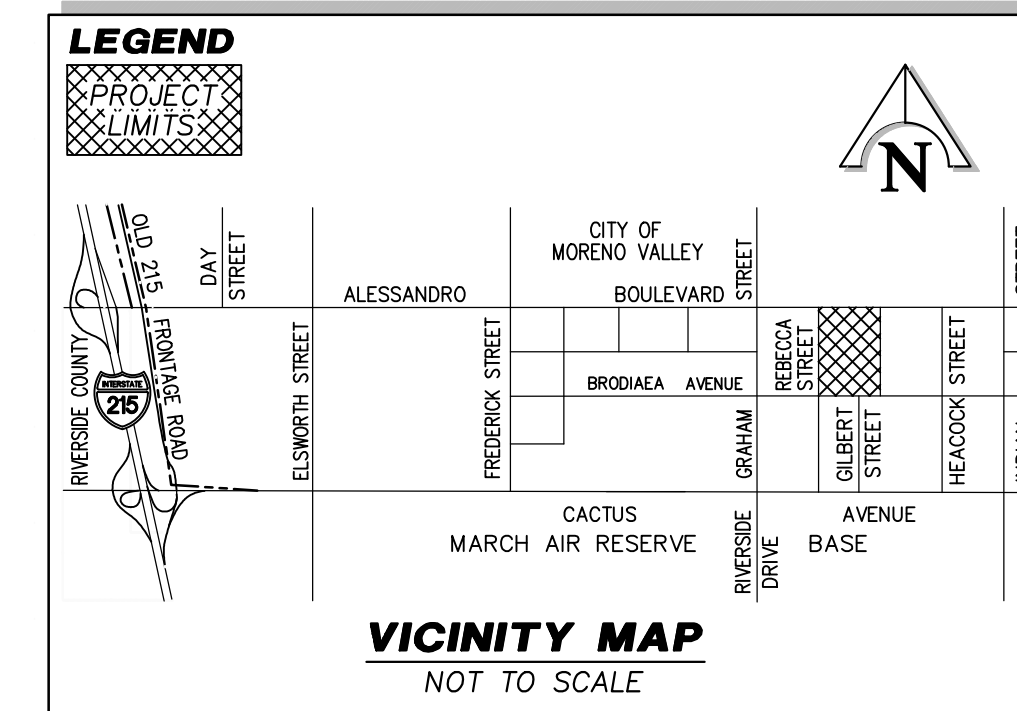 LEGEND
PROJECT
LIMITS
N
OLD 215 FRONTAGE ROAD
DAY
STREET
CITY OF
MORENO VALLEY
STREET
ALESSANDRO
BOULEVARD
RIVERSIDE COUNTY
INTERSTATE
215
ELSWORTH STREET
FREDERICK STREET
BRODIAEA AVENUE
GRAHAM
REBECCA
STREET
GILBERT
STREET
HEACOCK STREET
CACTUS
AVENUE
MARCH AIR RESERVE
BASE
RIVERSIDE
DRIVE
VICINITY MAP
NOT TO SCALE